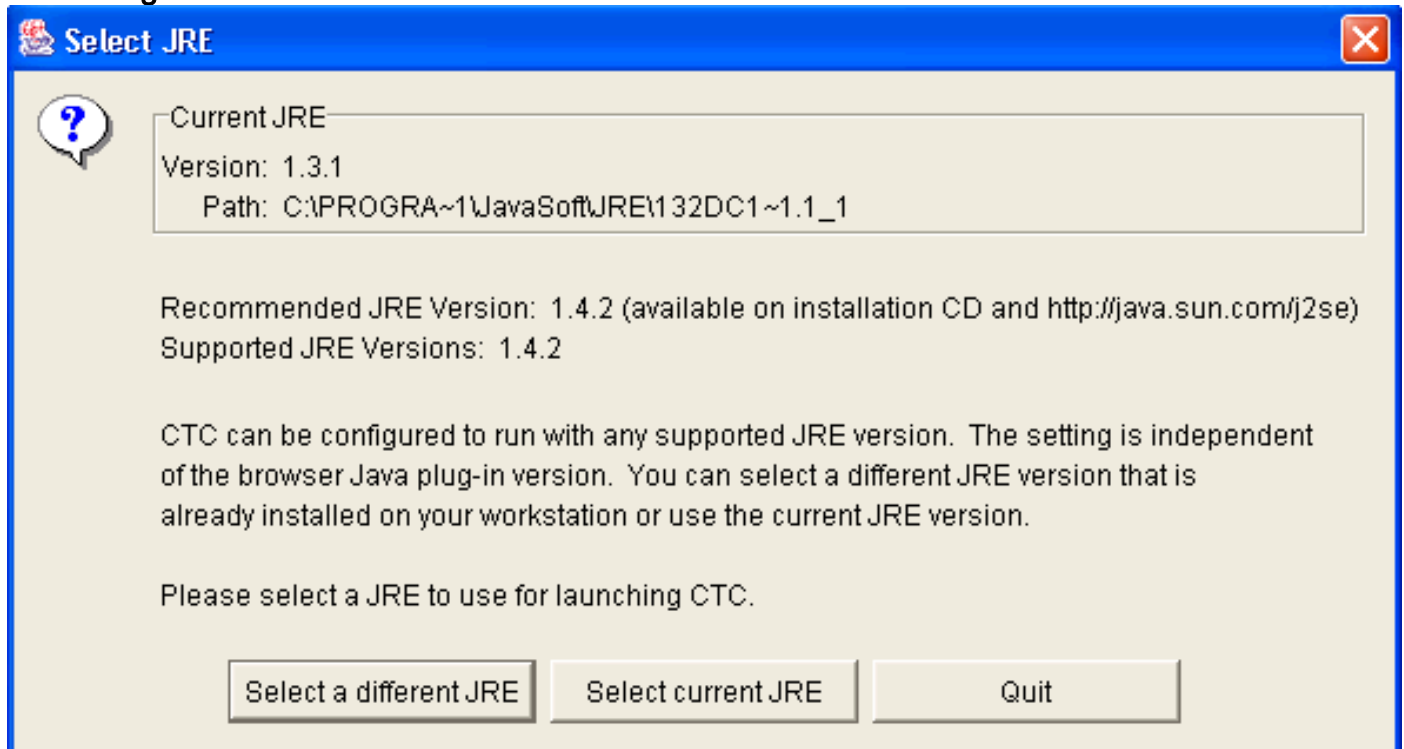 Select JRE
?
Current JRE
Version: 1.3.1
Path: C:\PROGRA~1\JavaSoft\JRE\132DC1~1.1_1
Recommended JRE Version: 1.4.2 (available on installation CD and http://java.sun.com/j2se)
Supported JRE Versions: 1.4.2
CTC can be configured to run with any supported JRE version. The setting is independent
of the browser Java plug-in version. You can select a different JRE version that is
already installed on your workstation or use the current JRE version.
Please select a JRE to use for launching CTC.
Select a different JRE Select current JRE Quit